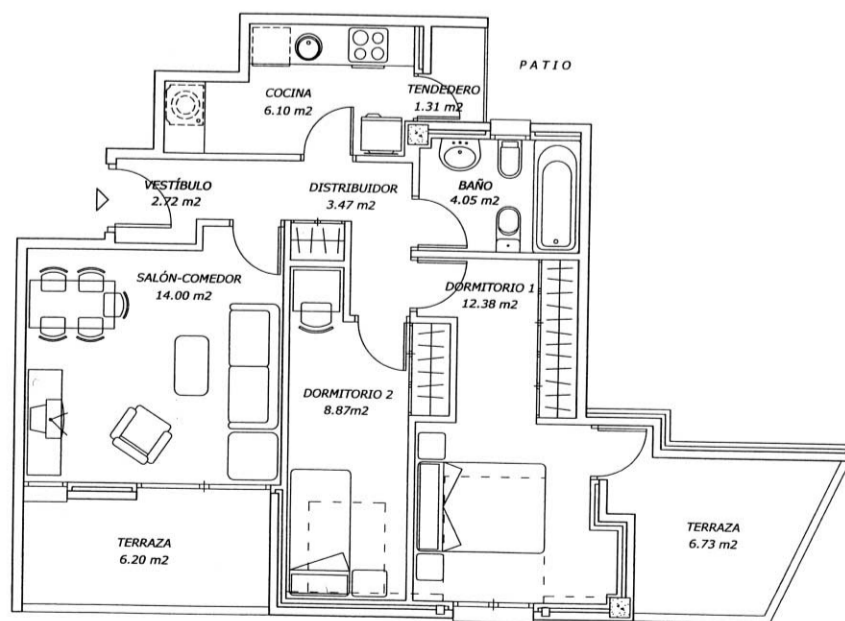 PATIO
COCINA
6.10 m2
TENDEDERO
1.31 m2
VESTÍBULO
2.72 m2
DISTRIBUIDOR
3.47 m2
BAÑO
4.05 m2
SALÓN-COMEDOR
14.00 m2
DORMITORIO 1
12.38 m2
DORMITORIO 2
8.87m2
TERRAZA
6.20 m2
TERRAZA
6.73 m2